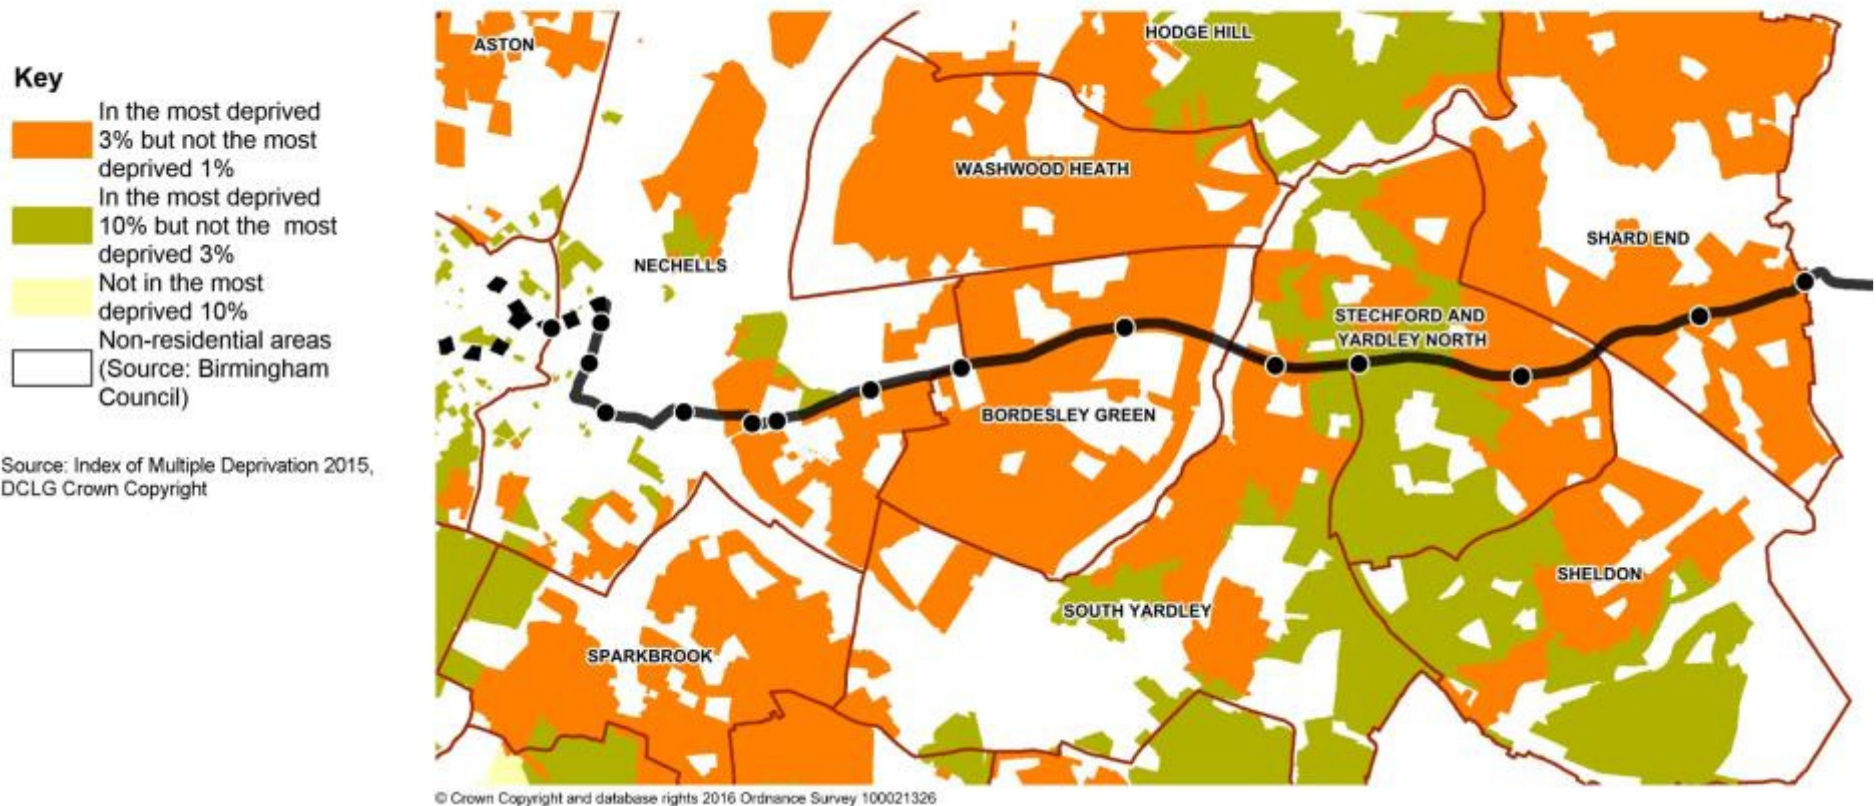 Key
In the most deprived
3% but not the most
deprived 1%
In the most deprived
10% but not the  most
deprived 3%
Not in the most
deprived 10%
Non-residential areas
(Source: Birmingham
Council)
Source: Index of Multiple Deprivation 2015,
DCLG Crown Copyright
ASTON
HODGE HILL
WASHWOOD HEATH
NECHELLS
SHARD END
STECHFORD AND
YARDLEY NORTH
BORDESLEY GREEN
SHELDON
SOUTH YARDLEY
SPARKBROOK
© Crown Copyright and database rights 2016 Ordnance Survey 100021326